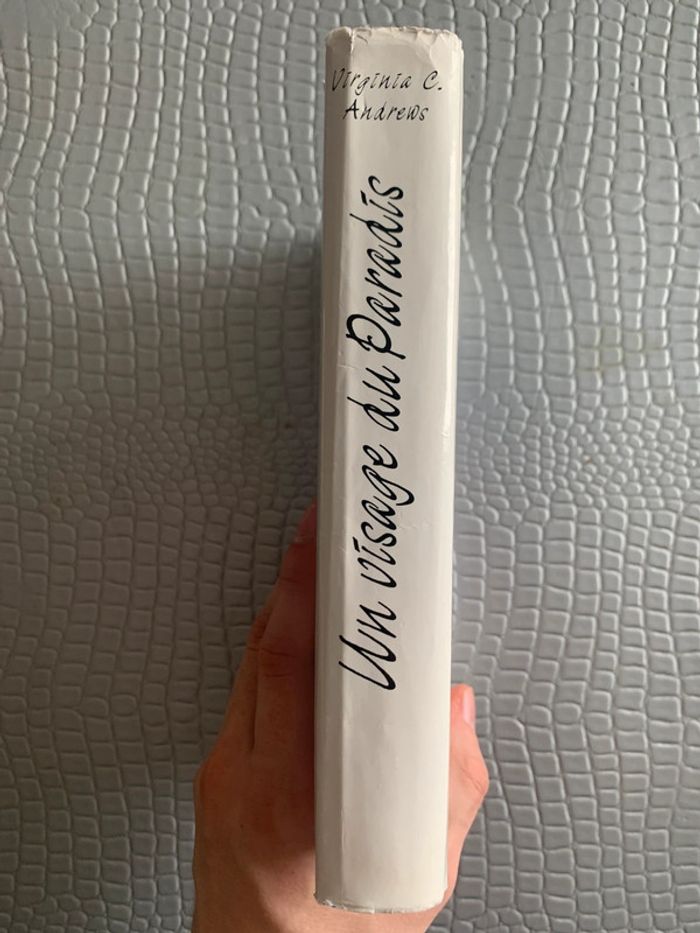 Virginia C.
Andrews
Un visage du Paradis